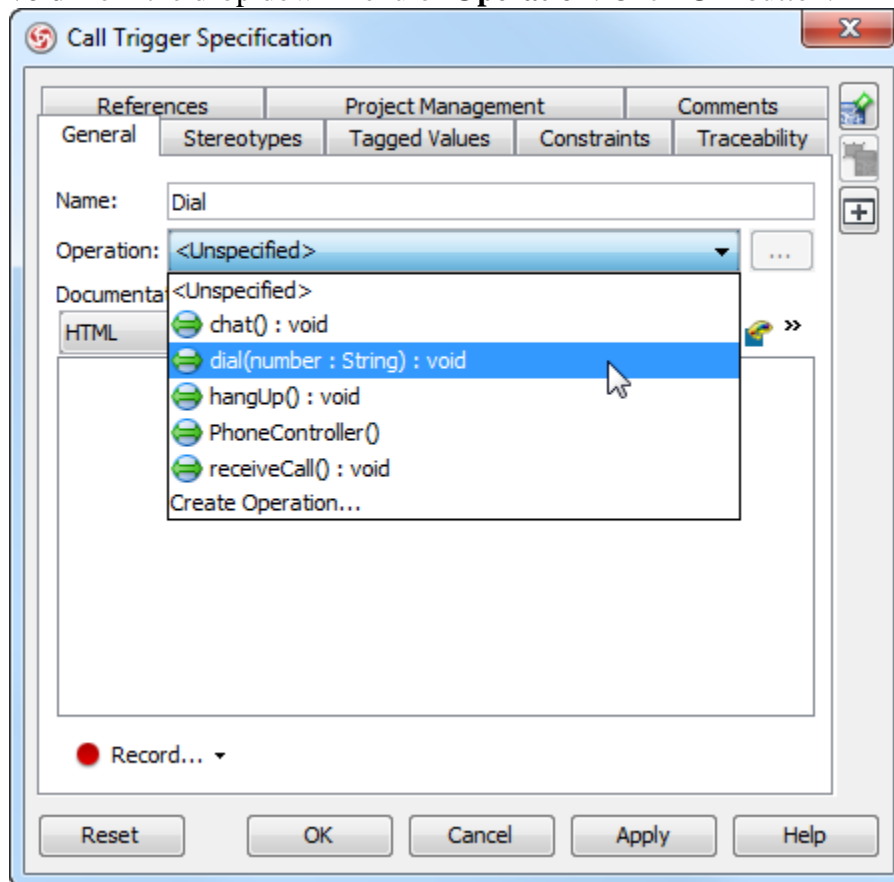 Call Trigger Specification
References Project Management Comments
General Stereotypes Tagged Values Constraints Traceability
Name: Dial
Operation: <Unspecified> ...
Documenta <Unspecified>
HTML chat() : void »
dial(number : String) : void
hangUp() : void
PhoneController()
receiveCall() : void
Create Operation...
Record...
Reset OK Cancel Apply Help